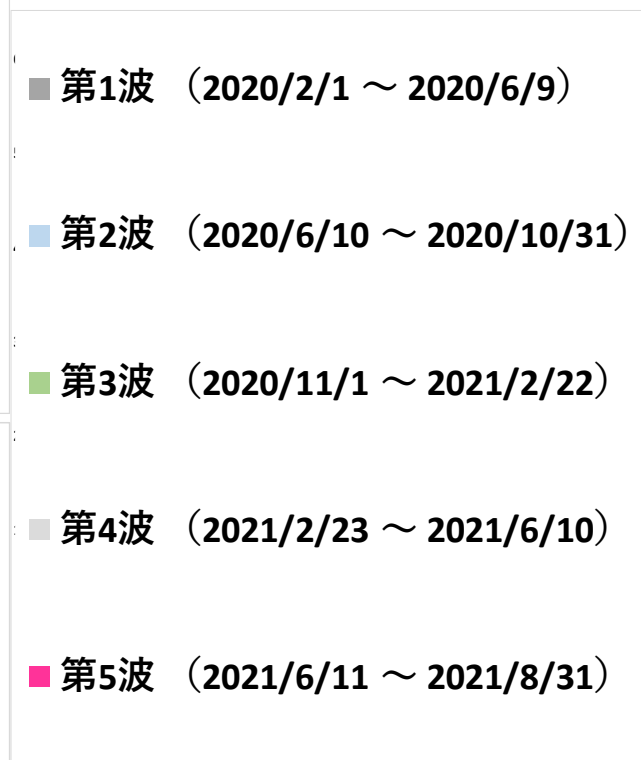 第1波 （2020/2/1 ～ 2020/6/9）
第2波 （2020/6/10 ～ 2020/10/31）
第3波 （2020/11/1 ～ 2021/2/22）
第4波 （2021/2/23 ～ 2021/6/10）
第5波 （2021/6/11 ～ 2021/8/31）